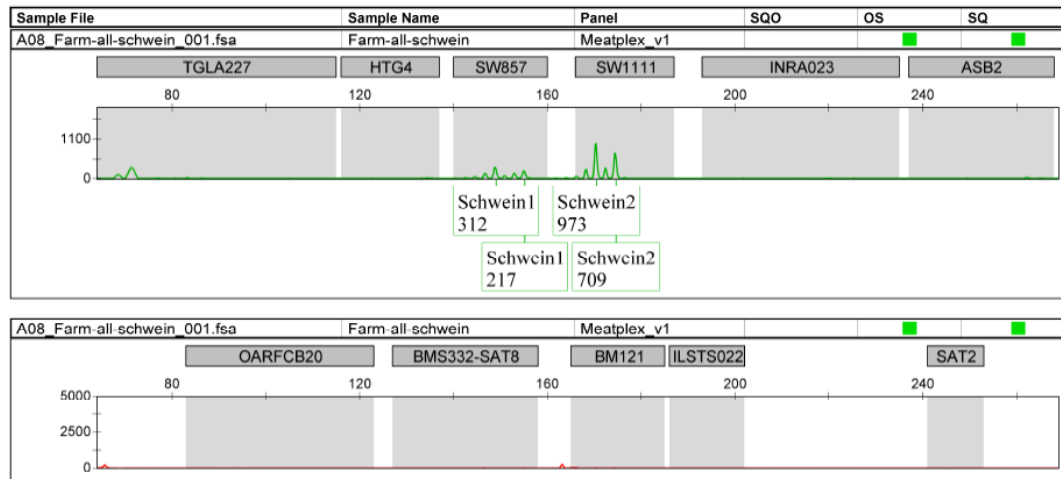 Sample File Sample Name Panel SQO OS SQ
A08_Farm-all-schwein_001.fsa Farm-all-schwein Meatplex_v1
TGLA227 HTG4 SW857 SW1111 INRA023 ASB2
80 120 160 200 240
1100
0
Schwein1 Schwein2
312 973
Schwein1 Schwein2
217 709
A08_Farm-all-schwein_001.fsa Farm-all-schwein Meatplex_v1
OARFCB20 BMS332-SAT8 BM121 ILSTS022 SAT2
80 120 160 200 240
5000
2500
0